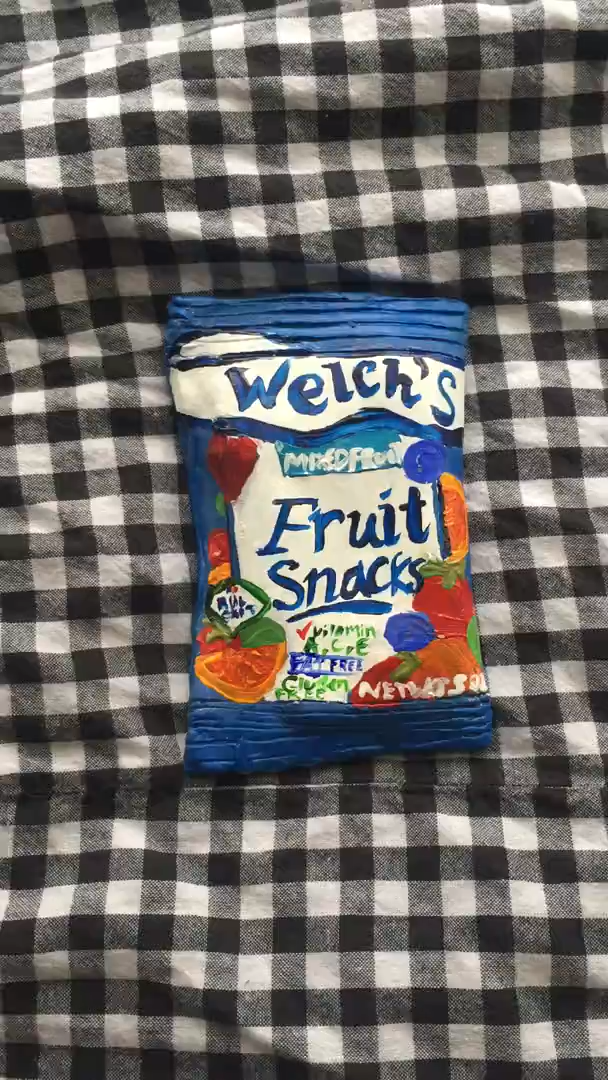 Welch's
MIXED FRUIT
Fruit
Snacks
vitamin
A, C, E
FAT FREE
Gluten
FREE